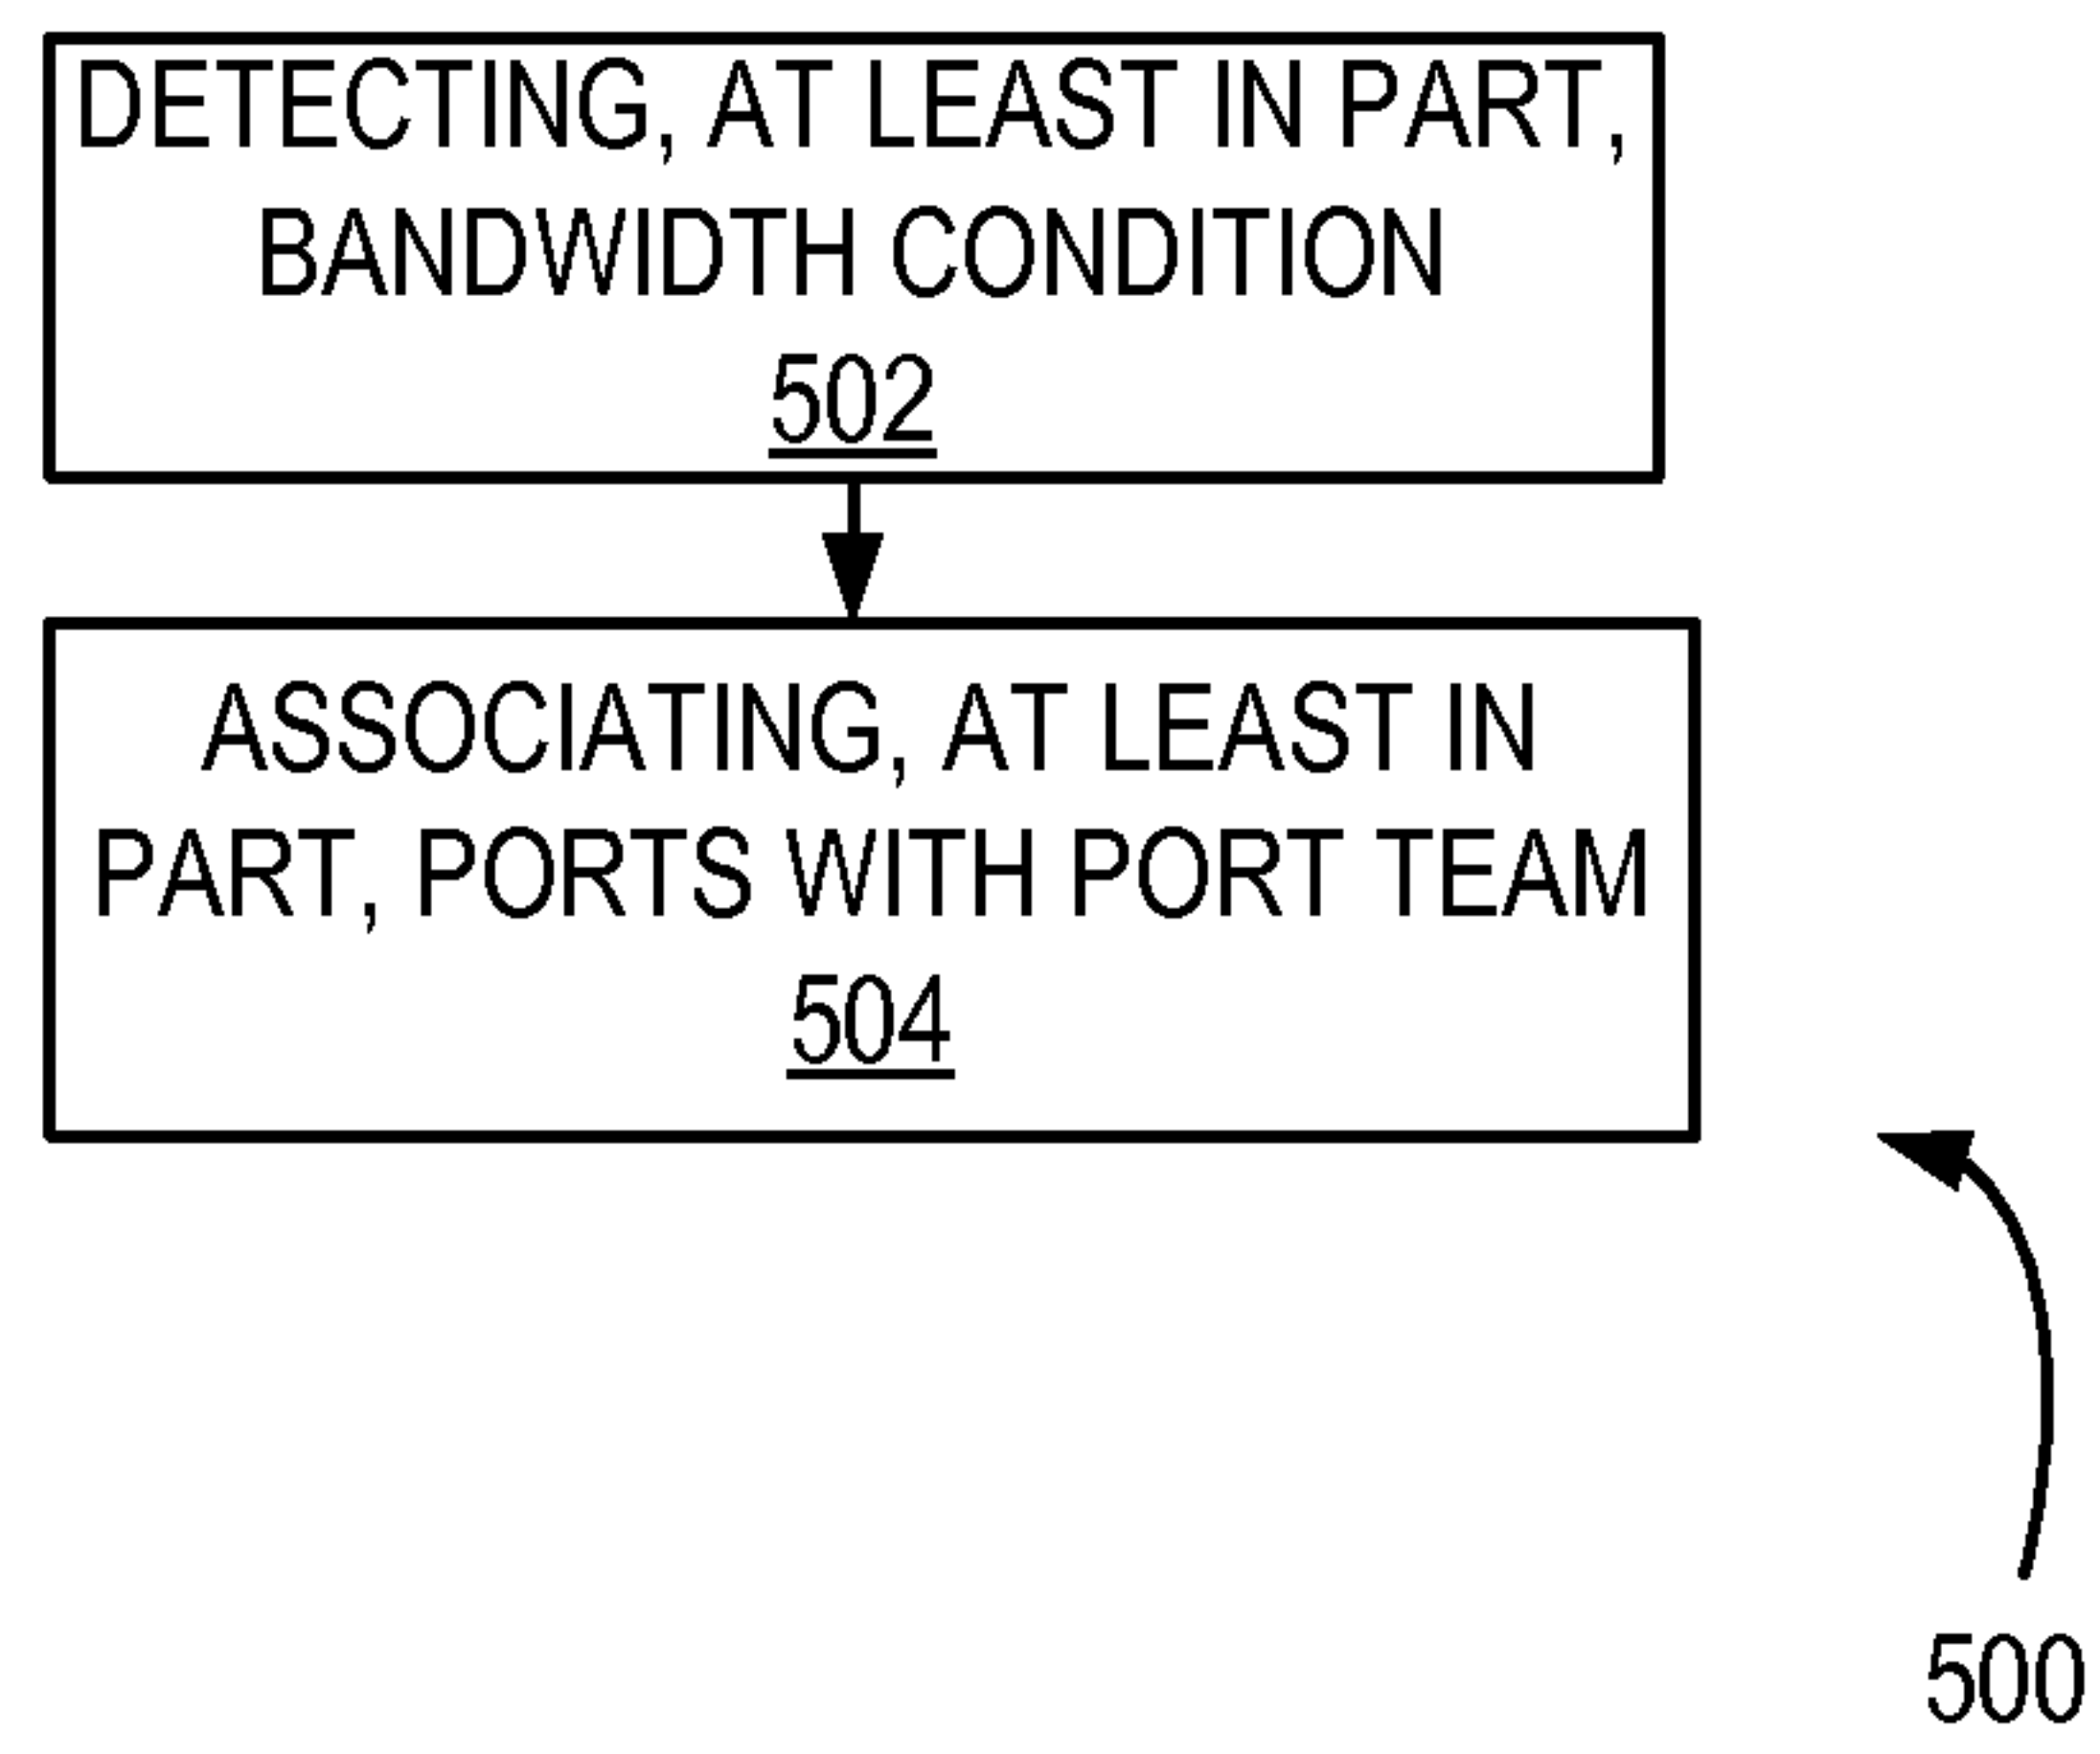 DETECTING, AT LEAST IN PART,
BANDWIDTH CONDITION
502
ASSOCIATING, AT LEAST IN
PART, PORTS WITH PORT TEAM
504
500